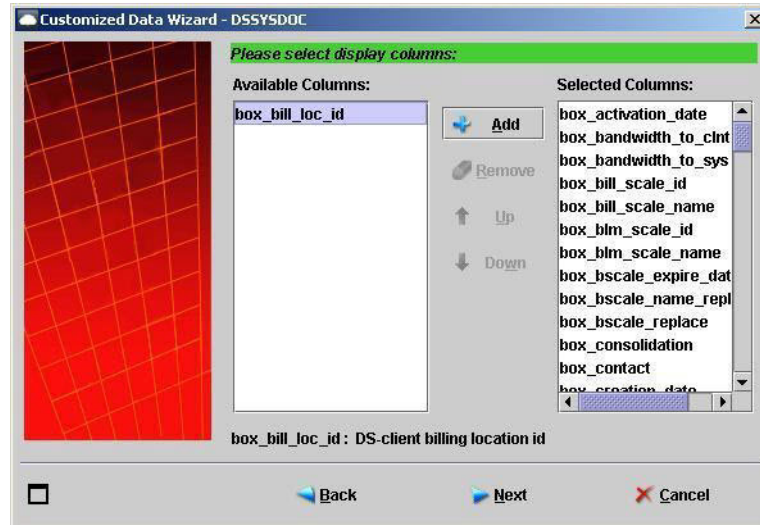 Customized Data Wizard - DSSYSDOC
Please select display columns:
Available Columns:
box_bill_loc_id
Add
Remove
Up
Down
Selected Columns:
box_activation_date
box_bandwidth_to_clnt
box_bandwidth_to_sys
box_bill_scale_id
box_bill_scale_name
box_blm_scale_id
box_blm_scale_name
box_bscale_expire_dat
box_bscale_name_repl
box_bscale_replace
box_consolidation
box_contact
box_creation_date
box_bill_loc_id : DS-client billing location id
Back
Next
Cancel